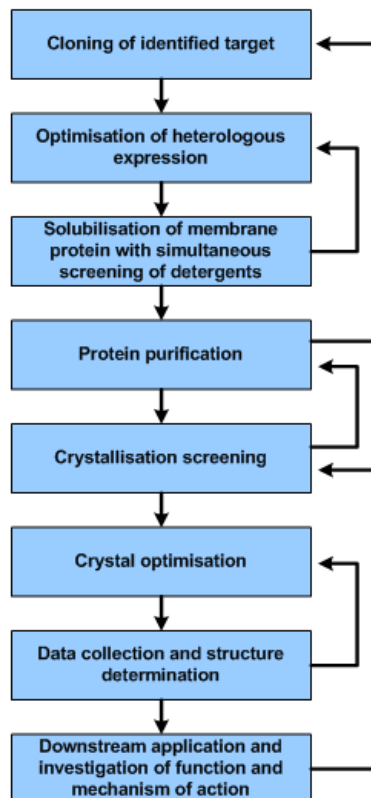 Cloning of identified target
Optimisation of heterologous
expression
Solubilisation of membrane
protein with simultaneous
screening of detergents
Protein purification
Crystallisation screening
Crystal optimisation
Data collection and structure
determination
Downstream application and
investigation of function and
mechanism of action